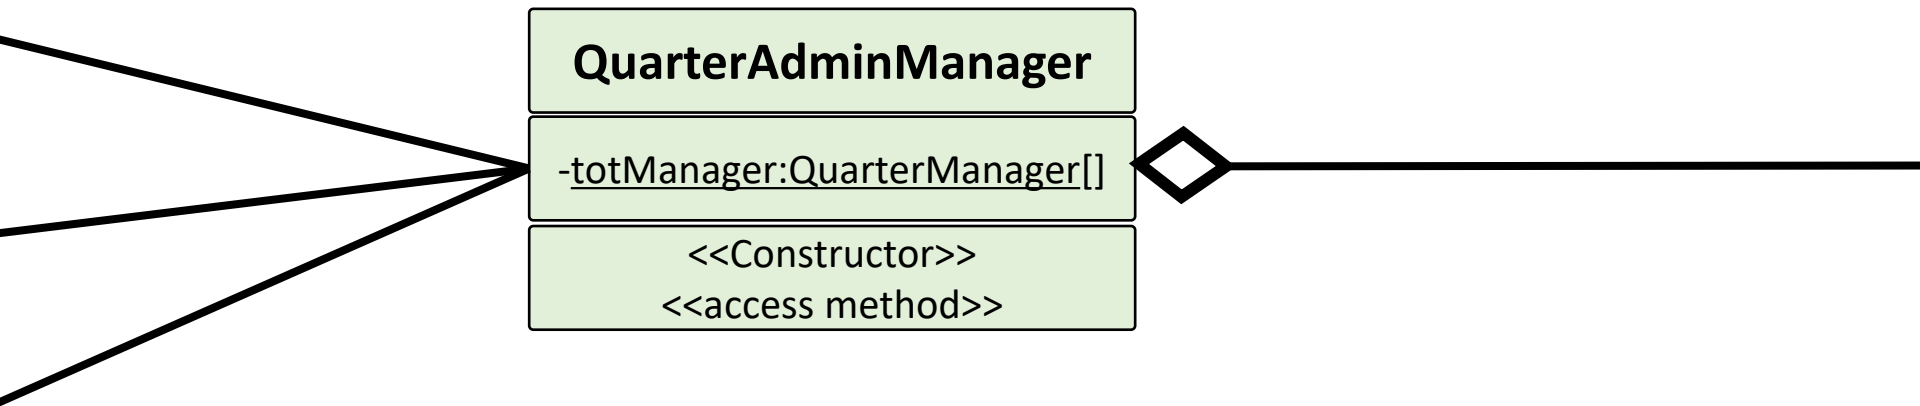 QuarterAdminManager
-totManager:QuarterManager[]
<<Constructor>>
<<access method>>